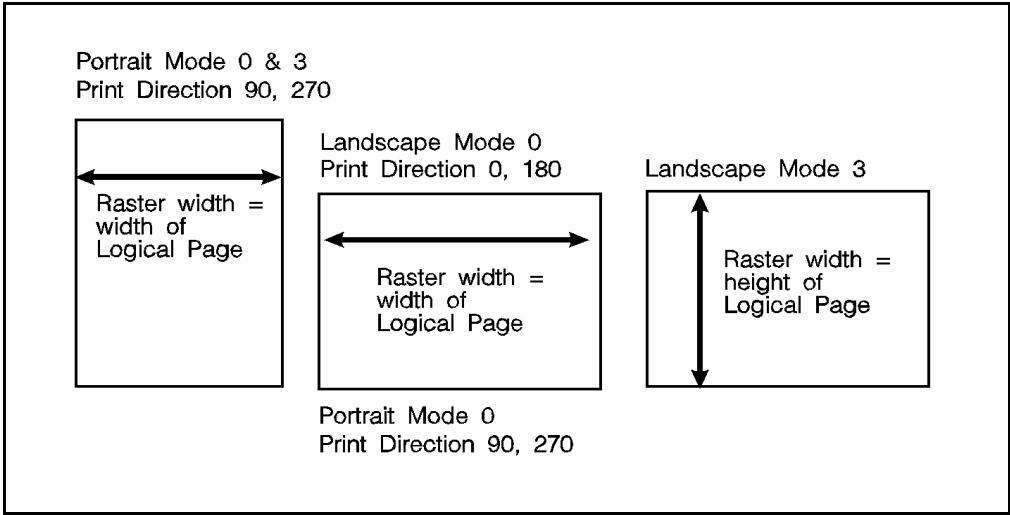 Portrait Mode 0 & 3
Print Direction 90, 270
Raster width =
width of
Logical Page
Landscape Mode 0
Print Direction 0, 180
Raster width =
width of
Logical Page
Portrait Mode 0
Print Direction 90, 270
Landscape Mode 3
Raster width =
height of
Logical Page